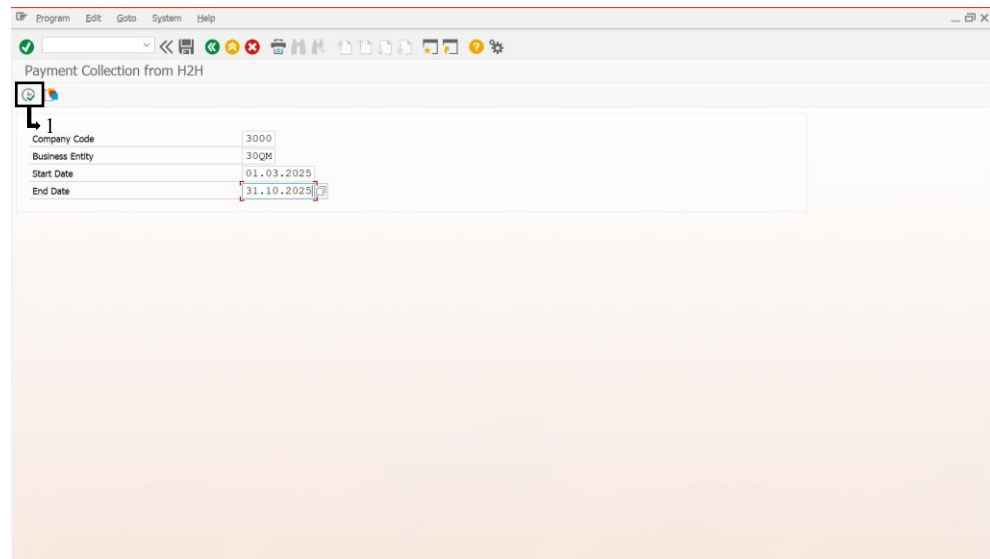 Program Edit Goto System Help
Payment Collection from H2H
1
Company Code 3000
Business Entity 30QM
Start Date 01.03.2025
End Date 31.10.2025